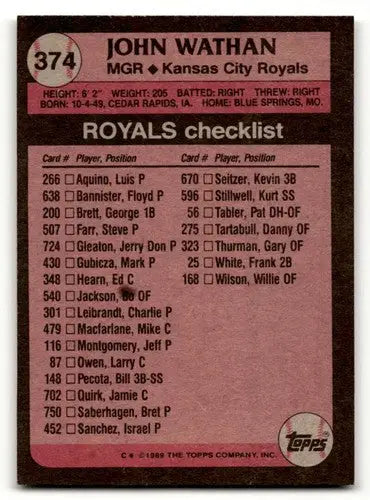 374
JOHN WATHAN
MGR ◆ Kansas City Royals
HEIGHT: 6' 2" WEIGHT: 205 BATTED: RIGHT THREW: RIGHT
BORN: 10-4-49, CEDAR RAPIDS, IA. HOME: BLUE SPRINGS, MO.
ROYALS checklist
Card # Player, Position
266 □ Aquino, Luis P
638 □ Bannister, Floyd P
200 □ Brett, George 1B
507 □ Farr, Steve P
724 □ Gleaton, Jerry Don P
430 □ Gubicza, Mark P
348 □ Hearn, Ed C
540 □ Jackson, Bo OF
301 □ Leibrandt, Charlie P
479 □ Macfarlane, Mike C
116 □ Montgomery, Jeff P
87 □ Owen, Larry C
148 □ Pecota, Bill 3B-SS
702 □ Quirk, Jamie C
750 □ Saberhagen, Bret P
452 □ Sanchez, Israel P
Card # Player, Position
670 □ Seitzer, Kevin 3B
596 □ Stillwell, Kurt SS
56 □ Tabler, Pat DH-OF
275 □ Tartabull, Danny OF
323 □ Thurman, Gary OF
25 □ White, Frank 2B
168 □ Wilson, Willie OF
Topps
© 1989 THE TOPPS COMPANY, INC.